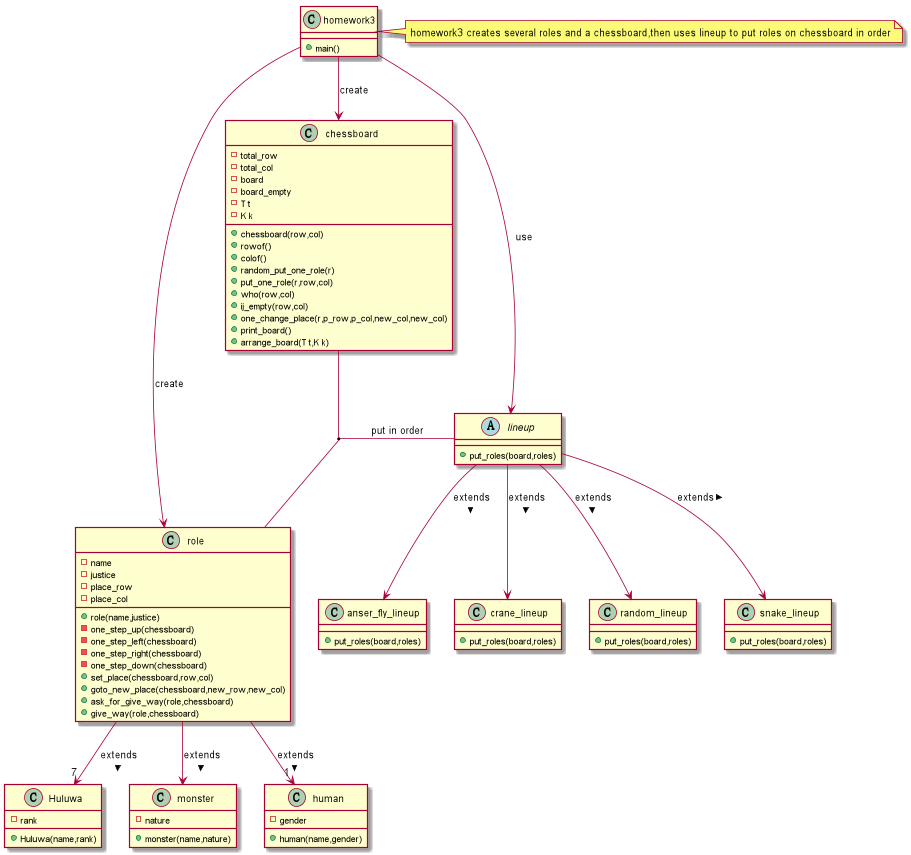 C homework3
main()
homework3 creates several roles and a chessboard,then uses lineup to put roles on chessboard in order
create
C chessboard
total_row
total_col
board
board_empty
T t
K k
chessboard(row,col)
rowof()
colof()
random_put_one_role(r)
put_one_role(r,row,col)
who(row,col)
ij_empty(row,col)
one_change_place(r,p_row,p_col,new_col,new_col)
print_board()
arrange_board(T t,K k)
use
create
put in order
A lineup
put_roles(board,roles)
extends
extends
extends
extends
C role
name
justice
place_row
place_col
role(name,justice)
one_step_up(chessboard)
one_step_left(chessboard)
one_step_right(chessboard)
one_step_down(chessboard)
set_place(chessboard,row,col)
goto_new_place(chessboard,new_row,new_col)
ask_for_give_way(role,chessboard)
give_way(role,chessboard)
C anser_fly_lineup
put_roles(board,roles)
C crane_lineup
put_roles(board,roles)
C random_lineup
put_roles(board,roles)
C snake_lineup
put_roles(board,roles)
extends
extends
extends
7
1
C Huluwa
rank
Huluwa(name,rank)
C monster
nature
monster(name,nature)
C human
gender
human(name,gender)